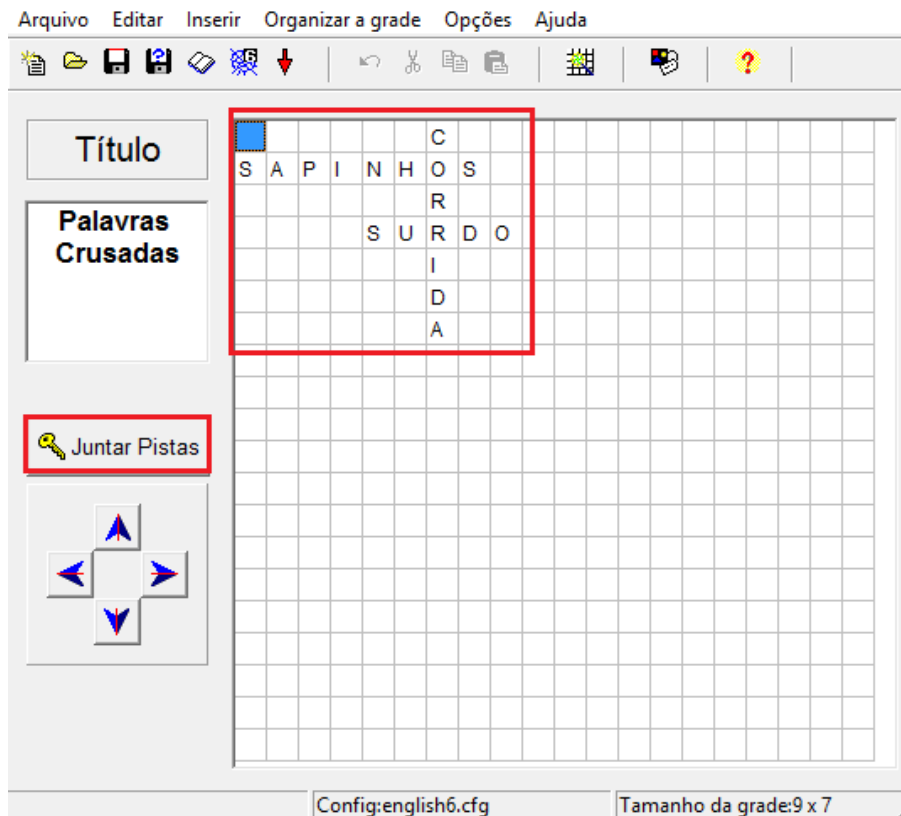 Arquivo Editar Inserir Organizar a grade Opções Ajuda
Título
Palavras
Crusadas
C
S A P I N H O S
R
S U R D O
I
D
A
Juntar Pistas
Config:english6.cfg
Tamanho da grade:9 x 7